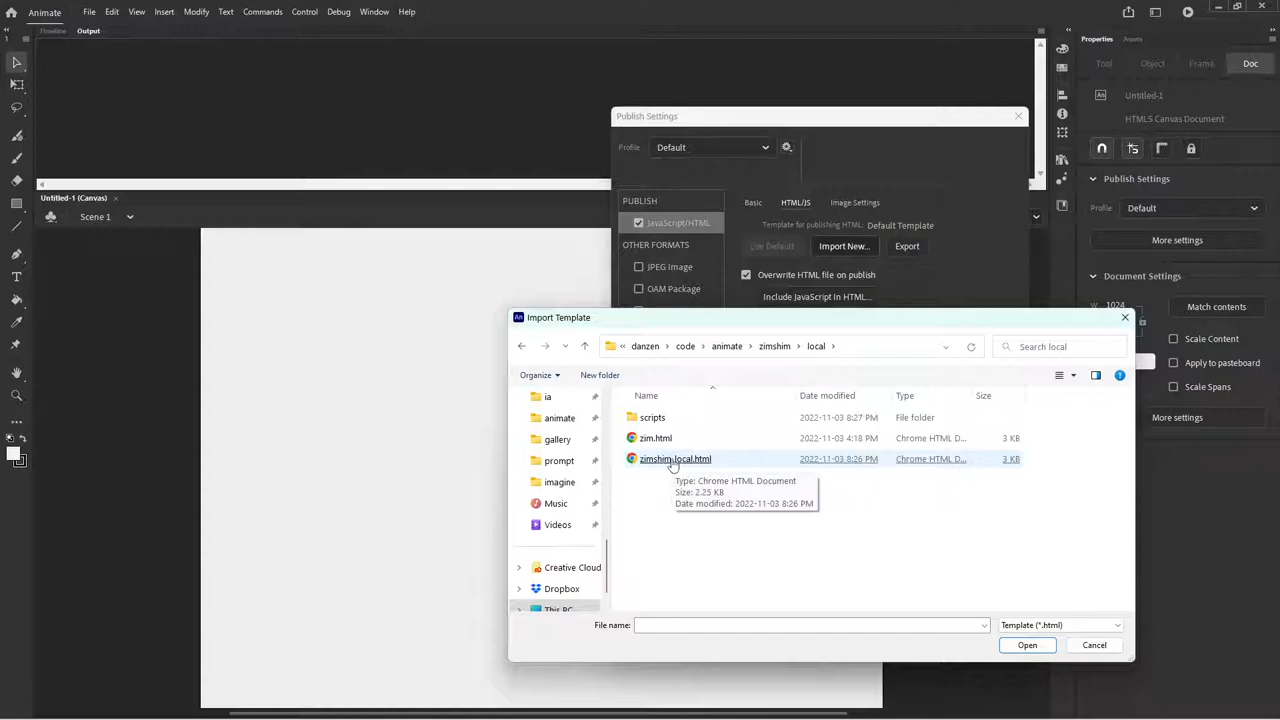 Animate File Edit View Insert Modify Text Commands Control Debug Window Help
Timeline Output
Properties Assets
Tool Object Frame Doc
Untitled-1
HTML5 Canvas Document
Publish Settings
Profile Default
More settings
Document Settings
W 1024 Match contents
Scale Content
Apply to pasteboard
Scale Spans
More settings
Untitled-1 (Canvas)
Scene 1
Publish Settings
Profile Default
PUBLISH
JavaScript/HTML
OTHER FORMATS
JPEG Image
OAM Package
Basic HTML/JS Image Settings
Template for publishing HTML: Default Template
Use Default Import New... Export
Overwrite HTML file on publish
Include JavaScript In HTML...
An Import Template
danzen code animate zimshim local
Search local
Organize New folder
Name Date modified Type Size
ia
animate
gallery
prompt
imagine
Music
Videos
Creative Cloud
Dropbox
This PC
scripts 2022-11-03 8:27 PM File folder
zim.html 2022-11-03 4:18 PM Chrome HTML D... 3 KB
zimshim.local.html 2022-11-03 8:26 PM Chrome HTML D... 3 KB
Type: Chrome HTML Document
Size: 2.25 KB
Date modified: 2022-11-03 8:26 PM
File name: Template (*.html)
Open Cancel